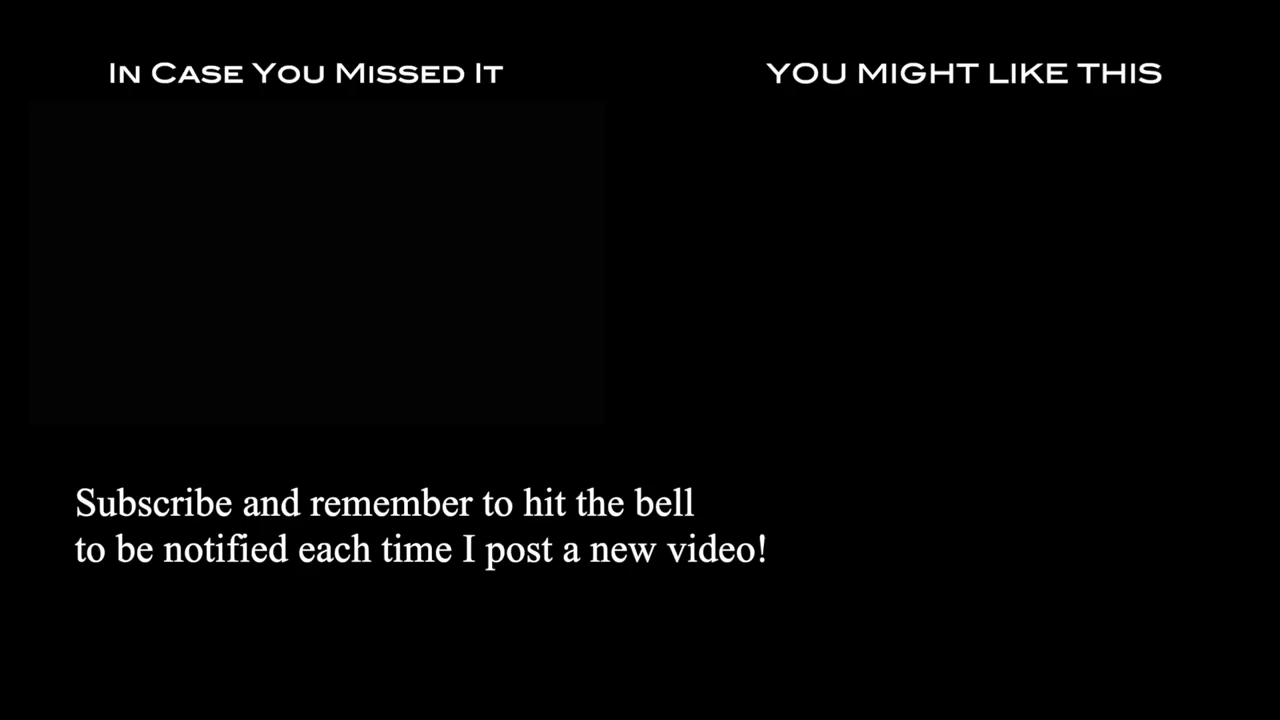 In Case You Missed It
YOU MIGHT LIKE THIS
Subscribe and remember to hit the bell
to be notified each time I post a new video!